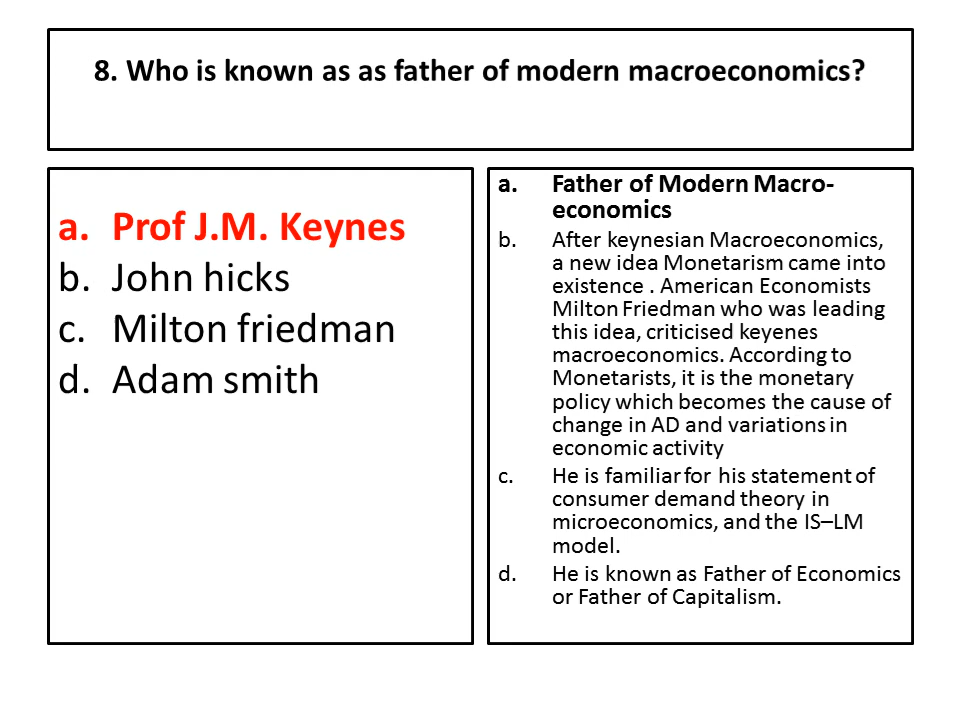 8. Who is known as as father of modern macroeconomics?
a. Prof J.M. Keynes
b. John hicks
c. Milton friedman
d. Adam smith
a. Father of Modern Macro-
economics
b. After keynesian Macroeconomics,
a new idea Monetarism came into
existence . American Economists
Milton Friedman who was leading
this idea, criticised keyenes
macroeconomics. According to
Monetarists, it is the monetary
policy which becomes the cause of
change in AD and variations in
economic activity
c. He is familiar for his statement of
consumer demand theory in
microeconomics, and the IS–LM
model.
d. He is known as Father of Economics
or Father of Capitalism.